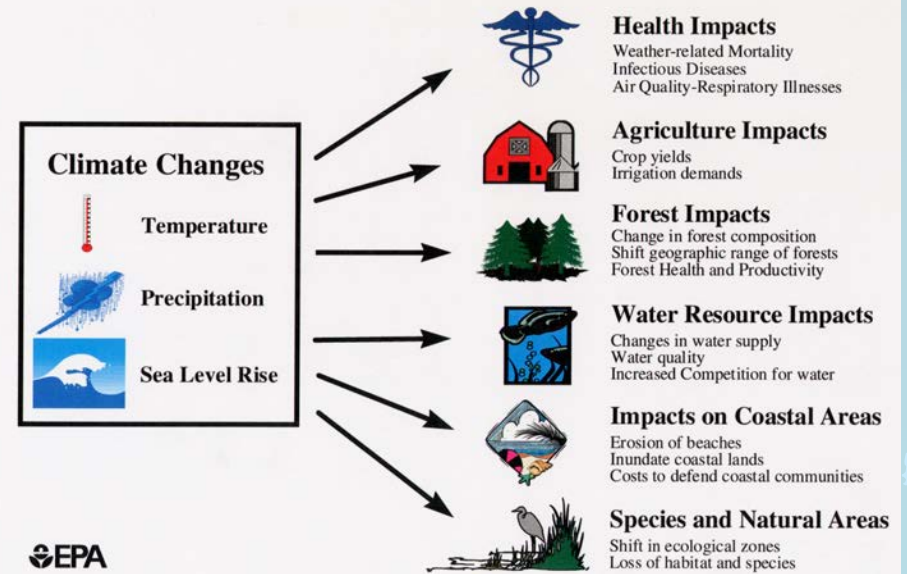 Climate Changes
Temperature
Precipitation
Sea Level Rise
Health Impacts
Weather-related Mortality
Infectious Diseases
Air Quality-Respiratory Illnesses
Agriculture Impacts
Crop yields
Irrigation demands
Forest Impacts
Change in forest composition
Shift geographic range of forests
Forest Health and Productivity
Water Resource Impacts
Changes in water supply
Water quality
Increased Competition for water
Impacts on Coastal Areas
Erosion of beaches
Inundate coastal lands
Costs to defend coastal communities
Species and Natural Areas
Shift in ecological zones
Loss of habitat and species
EPA